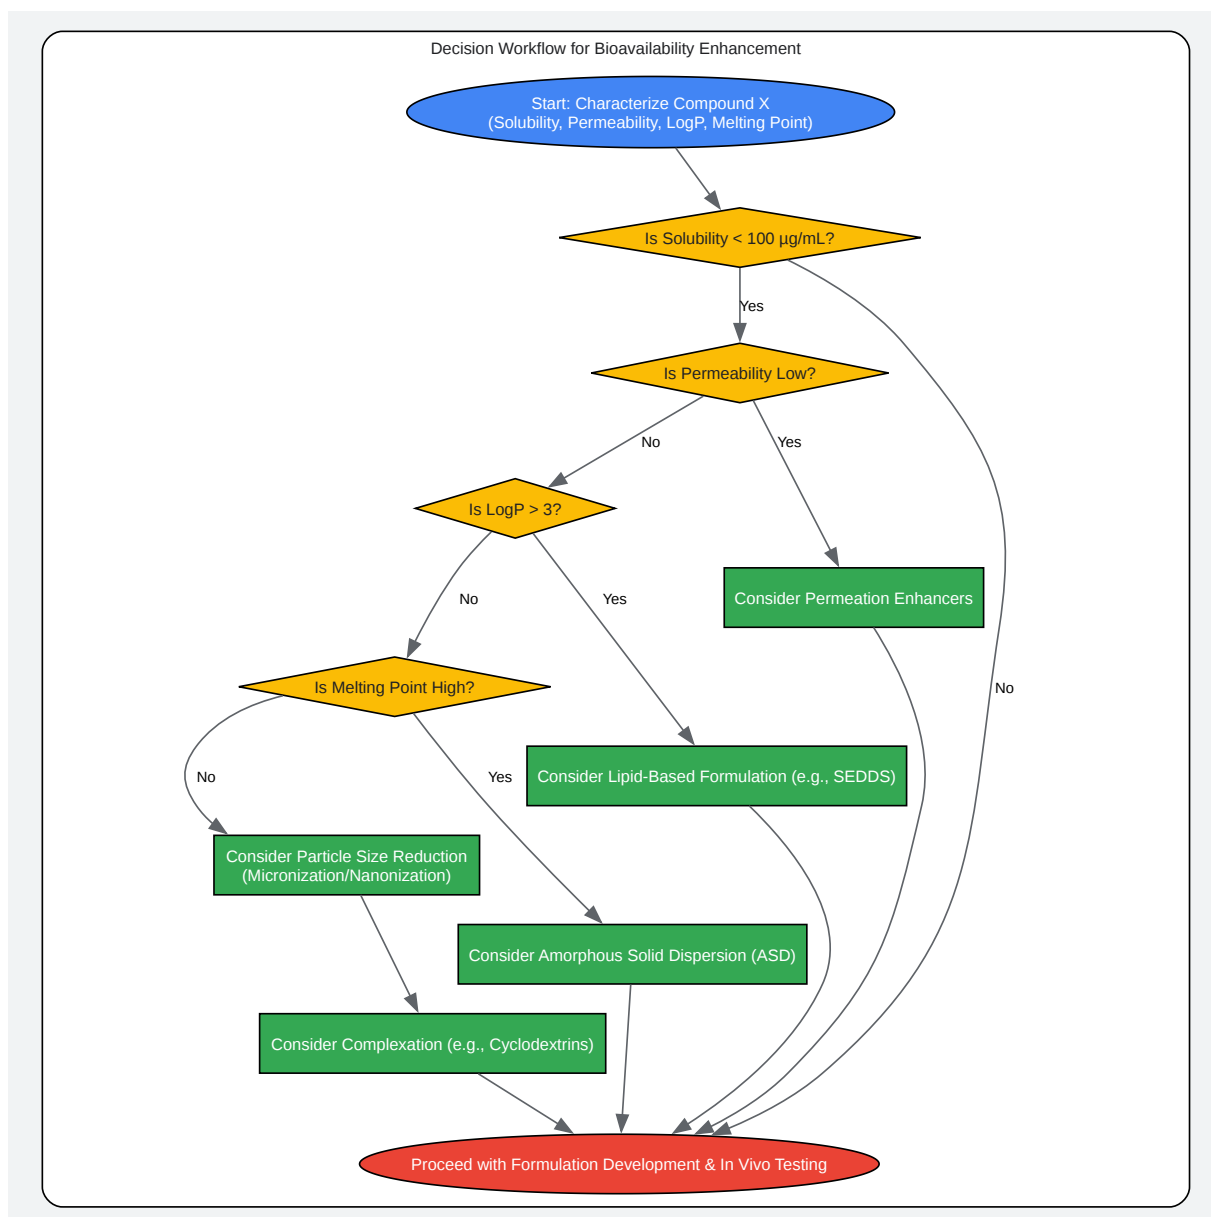 Decision Workflow for Bioavailability Enhancement
Start: Characterize Compound X
(Solubility, Permeability, LogP, Melting Point)
Is Solubility < 100 µg/mL?
Yes
Is Permeability Low?
No
Yes
Is LogP > 3?
No
Yes
Consider Permeation Enhancers
Is Melting Point High?
No
No
Yes
Consider Lipid-Based Formulation (e.g., SEDDS)
Consider Particle Size Reduction
(Micronization/Nanonization)
Consider Amorphous Solid Dispersion (ASD)
Consider Complexation (e.g., Cyclodextrins)
Proceed with Formulation Development & In Vivo Testing